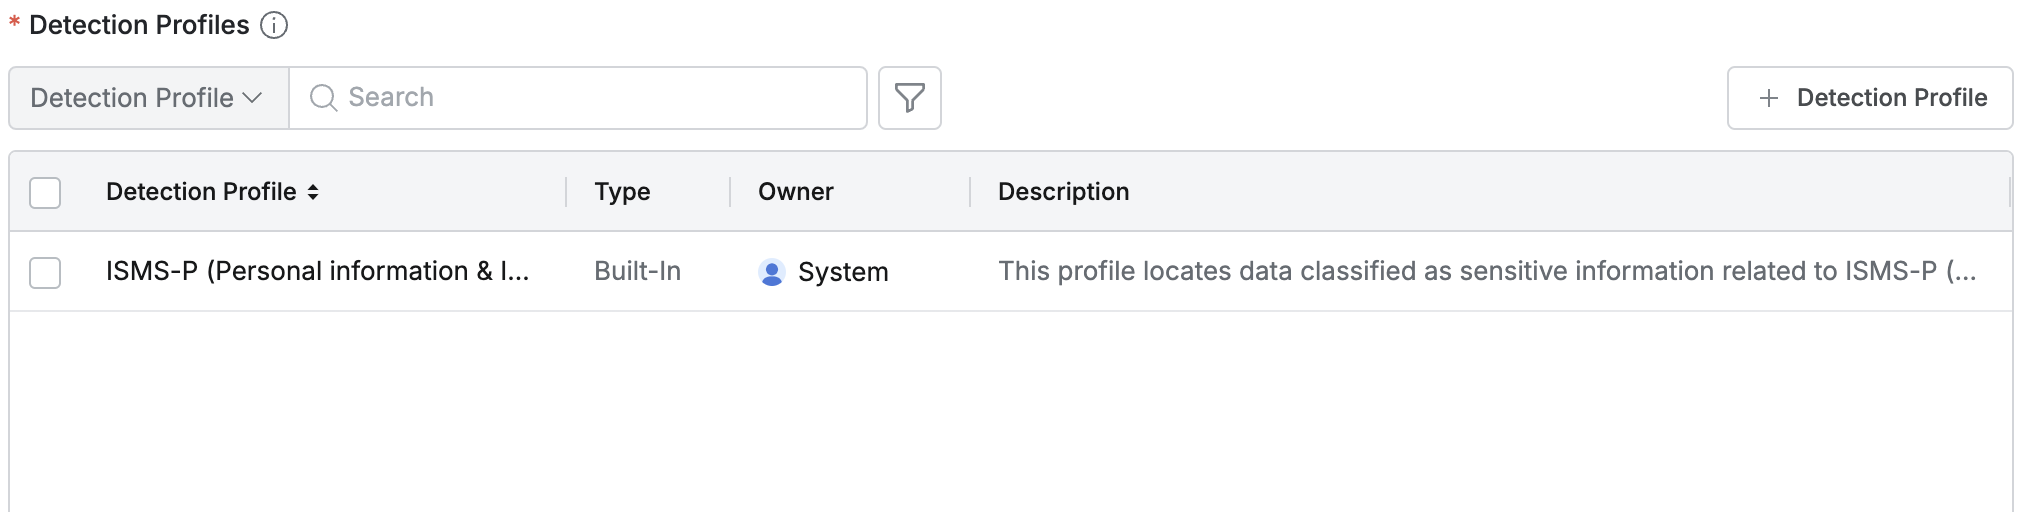 * Detection Profiles
Detection Profile Search + Detection Profile
Detection Profile Type Owner Description
ISMS-P (Personal information & I... Built-In System This profile locates data classified as sensitive information related to ISMS-P (...